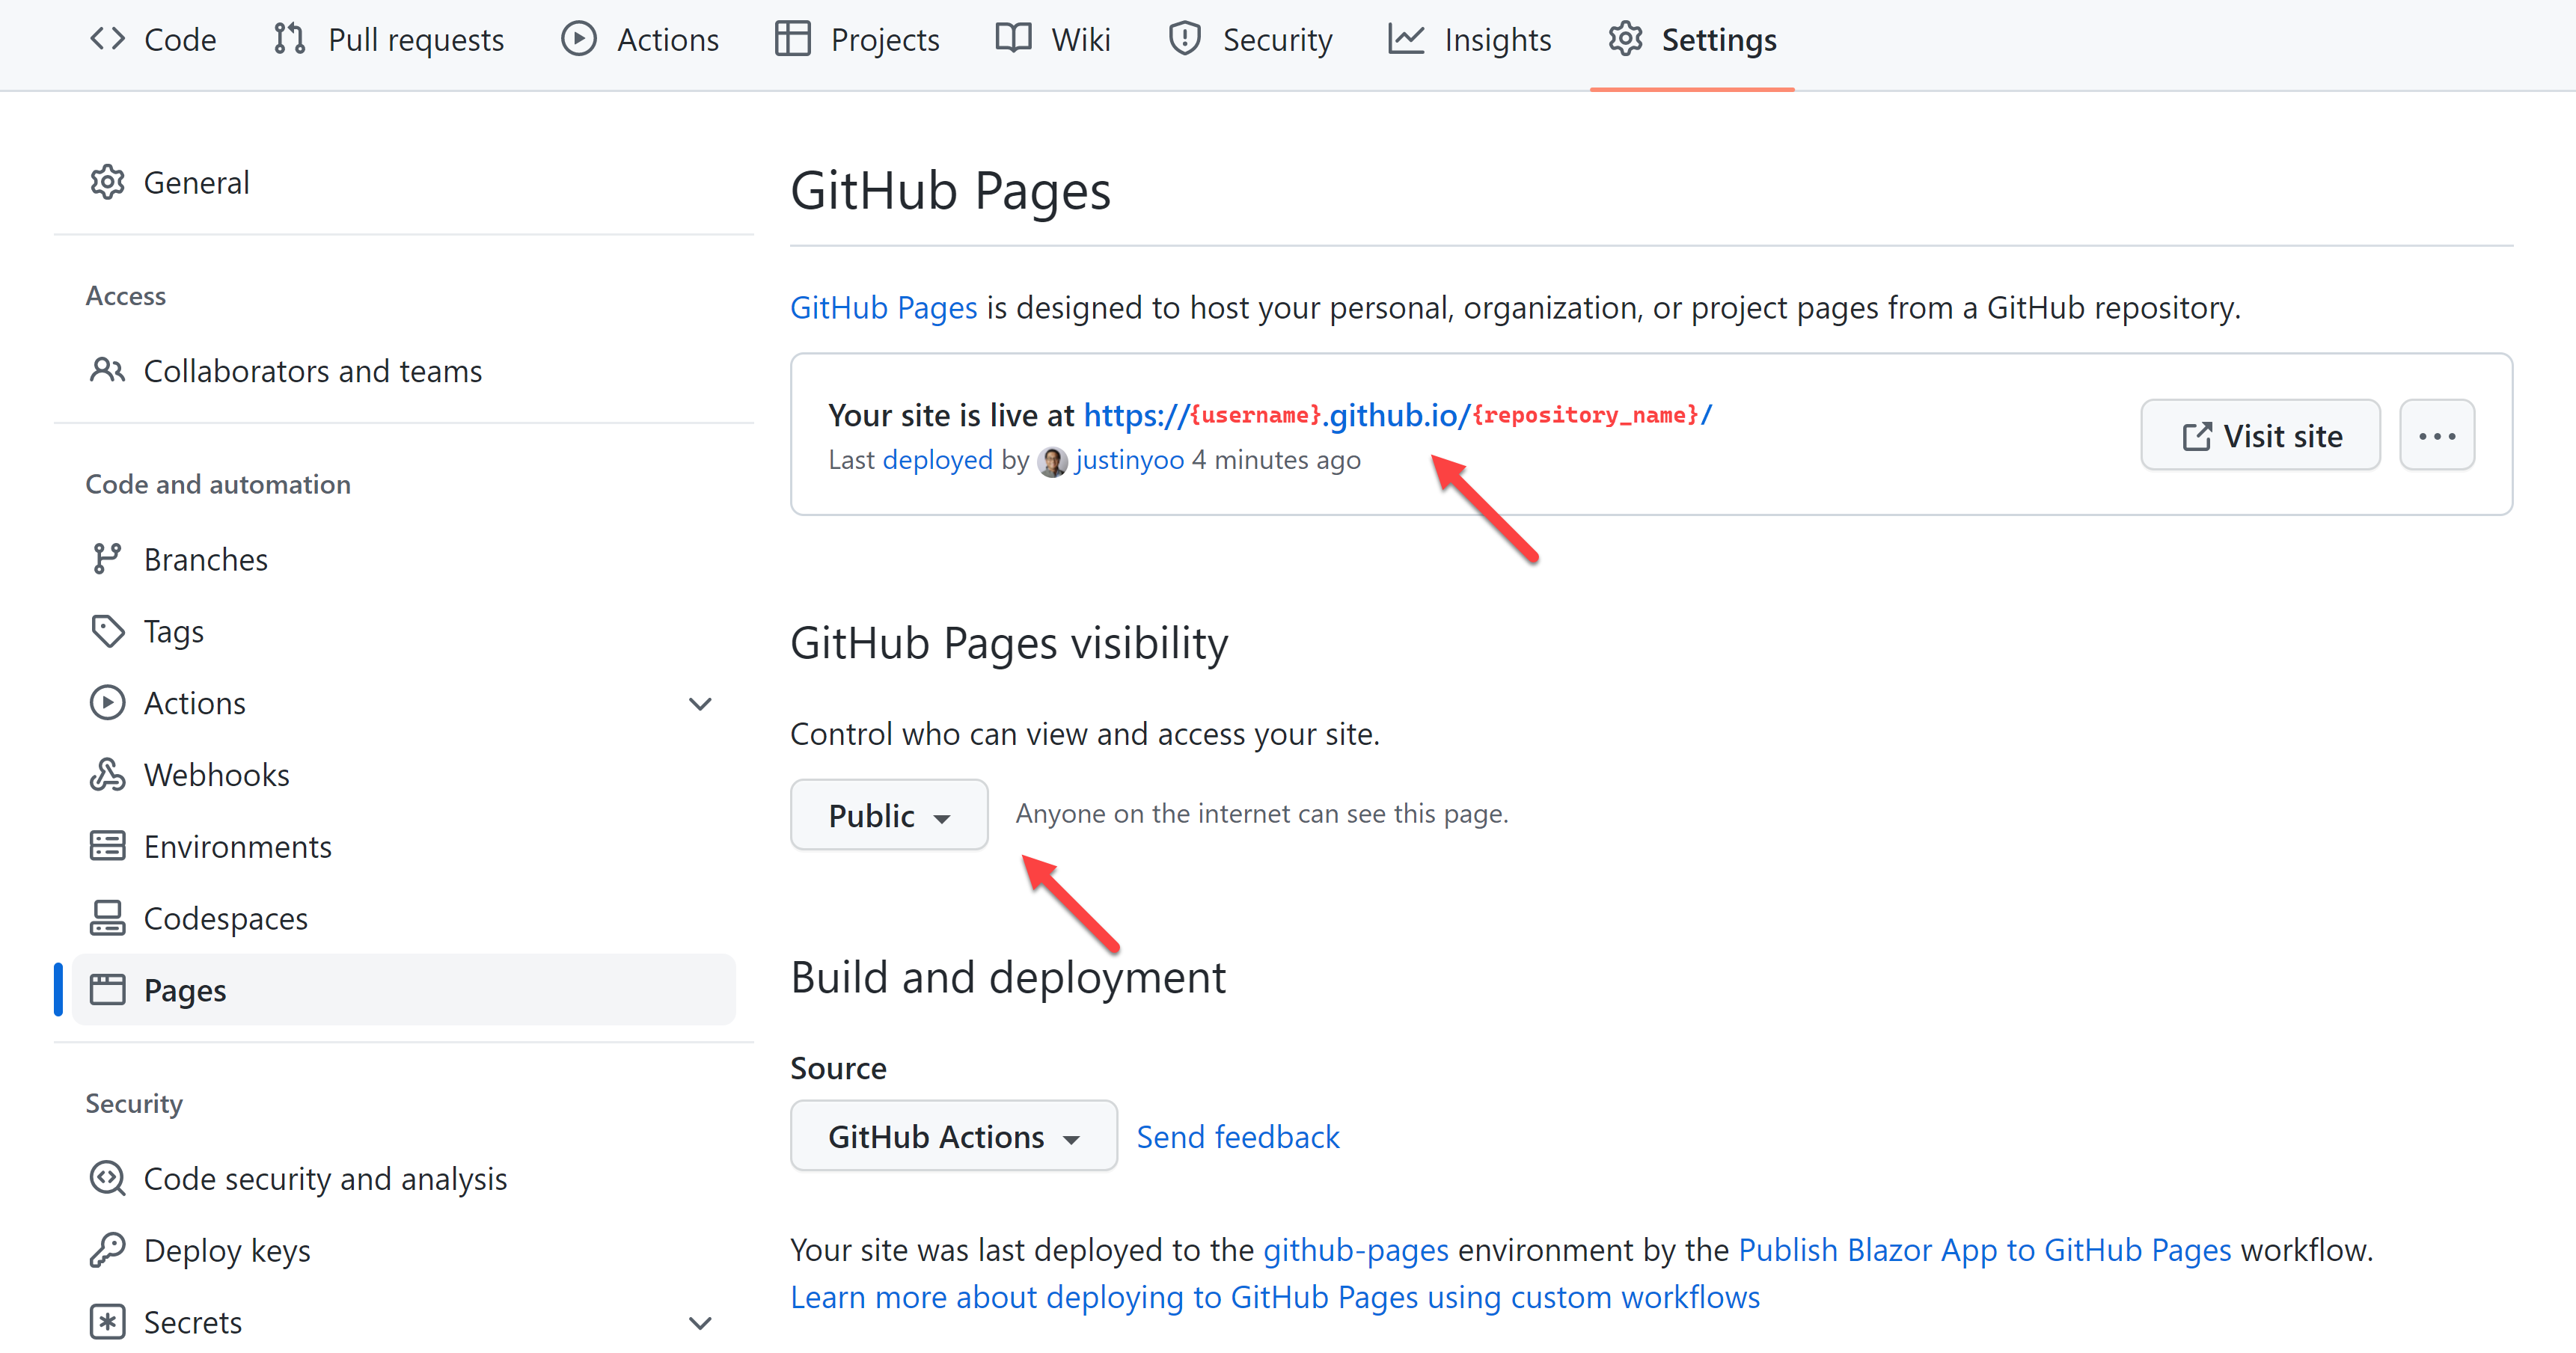 Code Pull requests Actions Projects Wiki Security Insights Settings
General
Access
Collaborators and teams
Code and automation
Branches
Tags
Actions
Webhooks
Environments
Codespaces
Pages
Security
Code security and analysis
Deploy keys
Secrets
GitHub Pages
GitHub Pages is designed to host your personal, organization, or project pages from a GitHub repository.
Your site is live at https://{username}.github.io/{repository_name}/
Last deployed by justinyoo 4 minutes ago
Visit site
GitHub Pages visibility
Control who can view and access your site.
Public Anyone on the internet can see this page.
Build and deployment
Source
GitHub Actions Send feedback
Your site was last deployed to the github-pages environment by the Publish Blazor App to GitHub Pages workflow.
Learn more about deploying to GitHub Pages using custom workflows